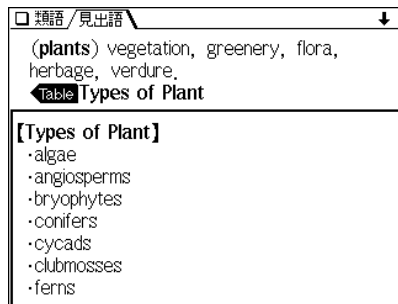 類語/見出語
(plants) vegetation, greenery, flora,
herbage, verdure.
Table Types of Plant
【Types of Plant】
·algae
·angiosperms
·bryophytes
·conifers
·cycads
·clubmosses
·ferns